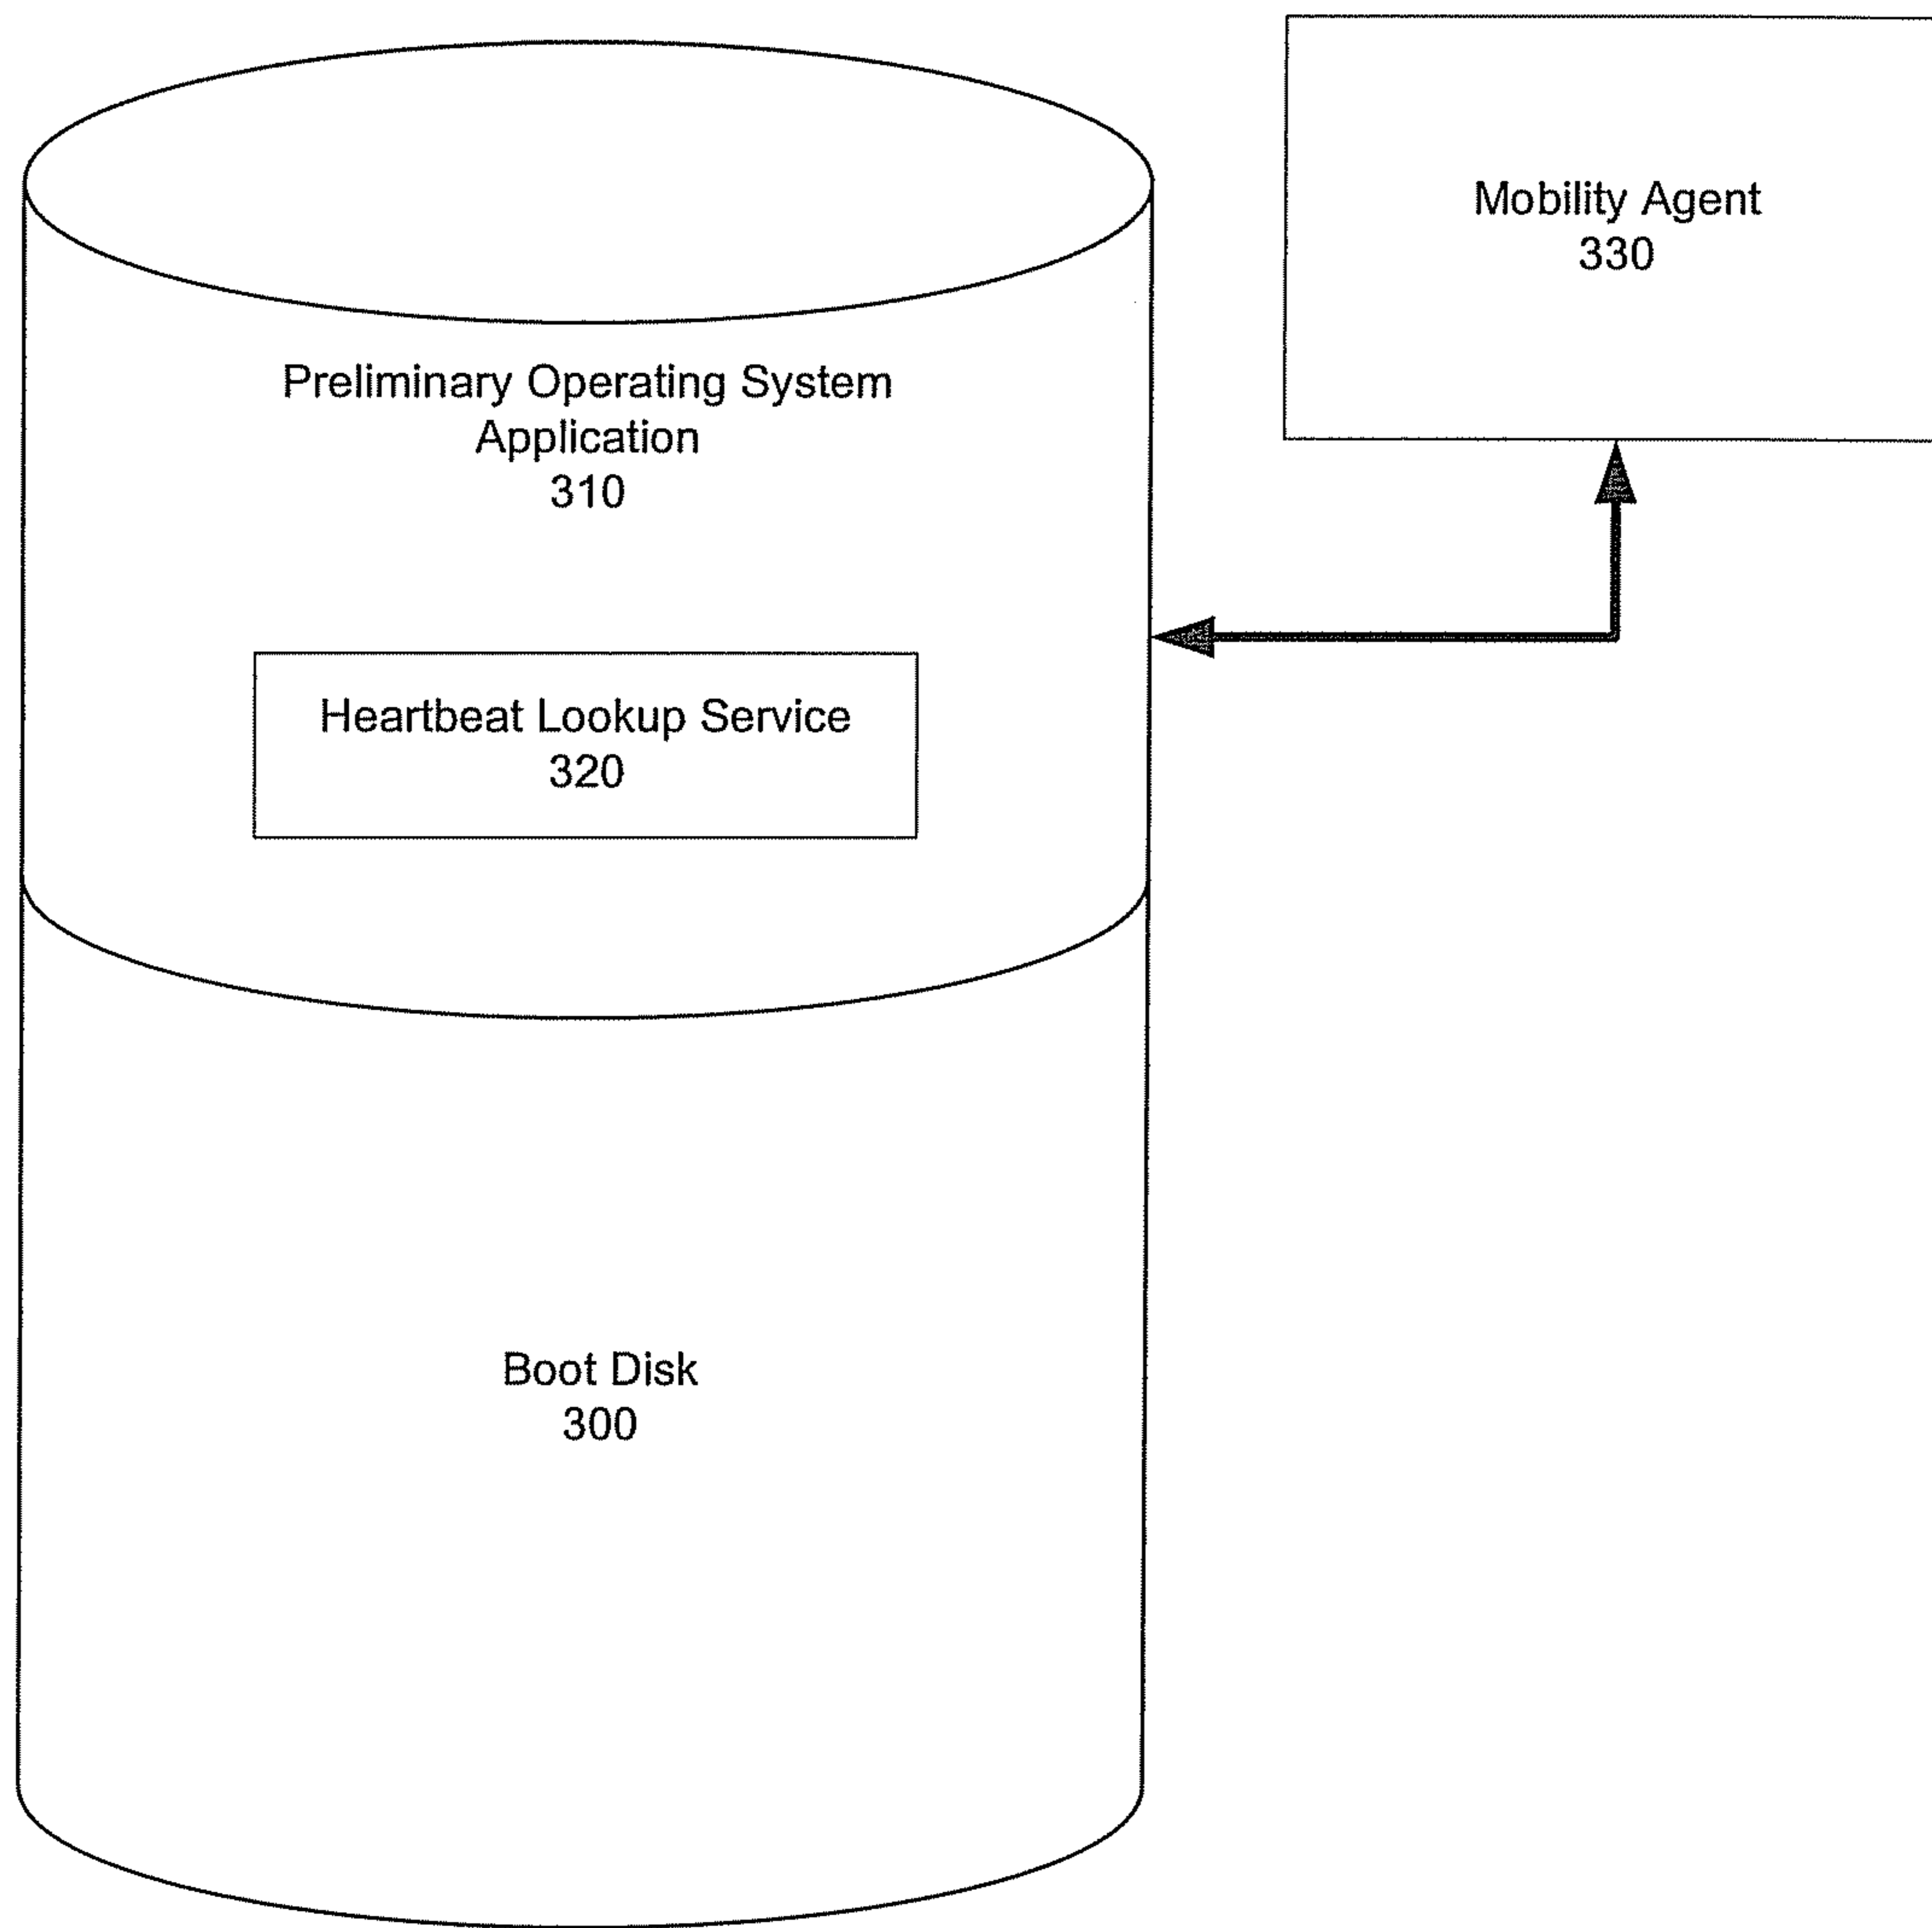 Mobility Agent
330
Preliminary Operating System
Application
310
Heartbeat Lookup Service
320
Boot Disk
300